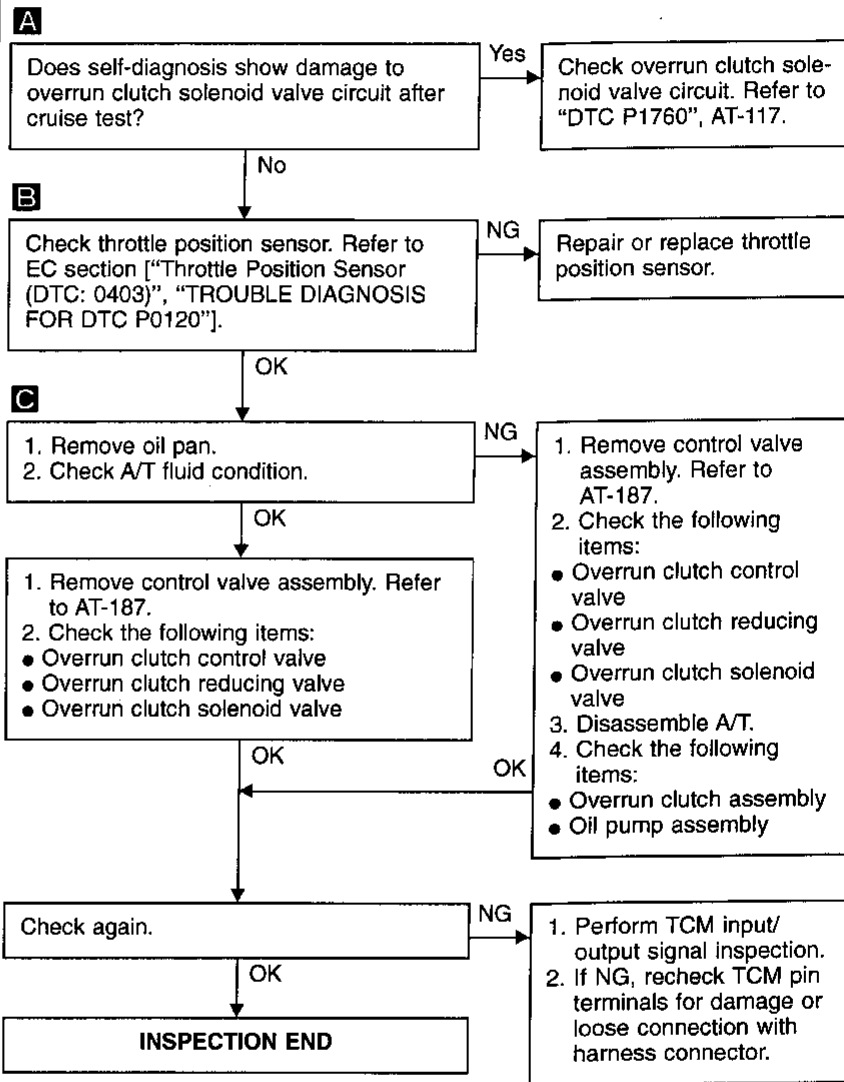 A
Does self-diagnosis show damage to
overrun clutch solenoid valve circuit after
cruise test?
Yes
Check overrun clutch sole-
noid valve circuit. Refer to
“DTC P1760”, AT-117.
No
B
Check throttle position sensor. Refer to
EC section [“Throttle Position Sensor
(DTC: 0403)”, “TROUBLE DIAGNOSIS
FOR DTC P0120”].
NG
Repair or replace throttle
position sensor.
OK
C
1. Remove oil pan.
2. Check A/T fluid condition.
NG
1. Remove control valve
assembly. Refer to
AT-187.
2. Check the following
items:
● Overrun clutch control
valve
● Overrun clutch reducing
valve
● Overrun clutch solenoid
valve
3. Disassemble A/T.
4. Check the following
items:
● Overrun clutch assembly
● Oil pump assembly
OK
1. Remove control valve assembly. Refer
to AT-187.
2. Check the following items:
● Overrun clutch control valve
● Overrun clutch reducing valve
● Overrun clutch solenoid valve
OK
OK
Check again.
NG
1. Perform TCM input/
output signal inspection.
2. If NG, recheck TCM pin
terminals for damage or
loose connection with
harness connector.
OK
INSPECTION END